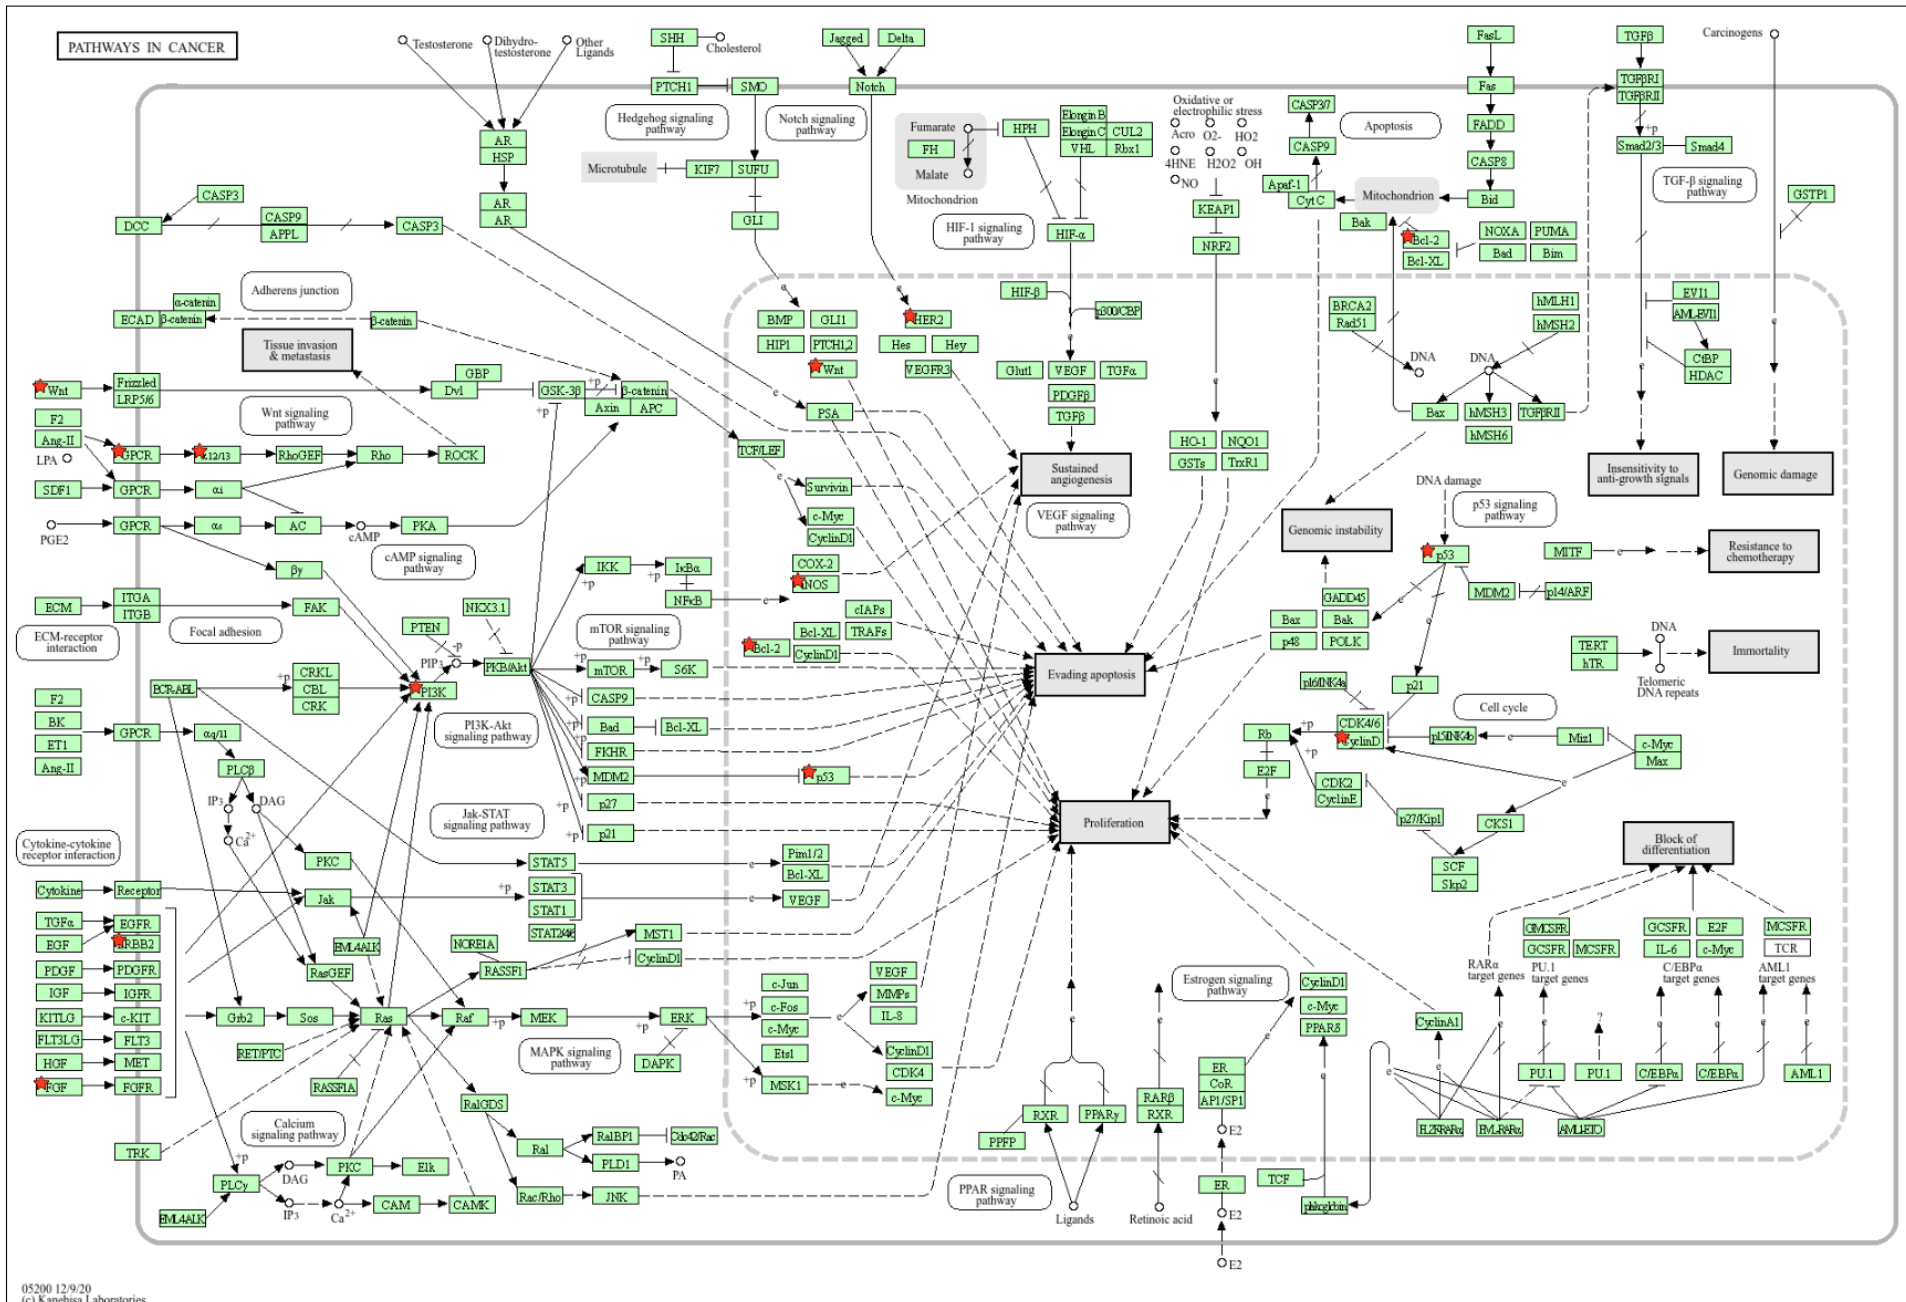 PATHWAYS IN CANCER
Testosterone
Dihydro-
testosterone
Other
Ligands
SHH
Cholesterol
PTCH1
SMO
Hedgehog signaling
pathway
Microtubule
KIF7
SUFU
GLI
Jagged
Delta
Notch
Notch signaling
pathway
Fumarate
FH
Malate
Mitochondrion
HPH
Elongin B
Elongin C
CUL2
VHL
Rbx1
HIF-1 signaling
pathway
HIF-α
Oxidative or
electrophilic stress
Acro
O2-
HO2
4HNE
H2O2
OH
NO
KEAP1
NRF2
CASP3/7
CASP9
Apaf-1
CytC
Apoptosis
Mitochondrion
Bak
Bcl-2
Bcl-XL
NOXA
PUMA
Bad
Bim
FasL
Fas
FADD
CASP8
Bid
TGFβ
TGFβRI
TGFβRII
+p
Smad2/3
Smad4
TGF-β signaling
pathway
Carcinogens
GSTP1
AR
HSP
AR
AR
CASP3
DCC
CASP9
APPL
CASP3
Adherens junction
α-catenin
ECAD
β-catenin
β-catenin
Tissue invasion
& metastasis
Wnt
Frizzled
LRP5/6
Dvl
GBP
GSK-3β
+p
β-catenin
Axin
APC
+p
Wnt signaling
pathway
F2
Ang-II
LPA
GPCR
12/13
RhoGEF
Rho
ROCK
SDF1
GPCR
αi
PGE2
GPCR
αs
AC
cAMP
PKA
cAMP signaling
pathway
βγ
ECM
ITGA
ITGB
FAK
ECM-receptor
interaction
Focal adhesion
PTEN
NKX3.1
PIP3
-p
PKB/Akt
PI3K
PI3K-Akt
signaling pathway
BCR-ABL
+p
CRKL
CBL
CRK
F2
BK
ET1
Ang-II
GPCR
αq/11
PLCβ
IP3
DAG
Ca2+
PKC
Jak-STAT
signaling pathway
IKK
+p
IκBα
NFκB
e
mTOR signaling
pathway
+p
mTOR
+p
S6K
CASP9
Bad
Bcl-XL
FKHR
MDM2
p53
p27
p21
Cytokine-cytokine
receptor interaction
Cytokine
Receptor
Jak
+p
STAT5
STAT3
STAT1
TGFα
EGFR
EGF
RBB2
PDGF
PDGFR
IGF
IGFR
KITLG
c-KIT
FLT3LG
FLT3
HGF
MET
FGF
FGFR
TRK
EML4ALK
RasGEF
Grb2
Sos
Ras
Raf
+p
MEK
+p
ERK
DAPK
RET/PTC
RASSF1A
NORE1A
RASSF1
MST1
CyclinD1
MAPK signaling
pathway
Calcium
signaling pathway
+p
PLCγ
EML4ALK
DAG
IP3
Ca2+
PKC
Elk
CAM
CAMK
RalGDS
Ral
RalBP1
Cdc42/Rac
PLD1
PA
Rac/Rho
JNK
BMP
GLI1
HIP1
PTCH1,2
Wnt
HER2
Hes
Hey
VEGFR3
HIF-β
p300/CBP
Glut1
VEGF
TGFα
PDGFβ
TGFβ
Sustained
angiogenesis
VEGF signaling
pathway
PSA
TCF/LEF
Survivin
c-Myc
CyclinD1
COX-2
iNOS
cIAPs
Bcl-XL
TRAFs
Bcl-2
CyclinD1
Evading apoptosis
Proliferation
Pim1/2
Bcl-XL
VEGF
c-Jun
c-Fos
c-Myc
Ets1
MSK1
VEGF
MMPs
IL-8
CyclinD1
CDK4
c-Myc
HO-1
NQO1
GSTs
TrxR1
BRCA2
Rad51
DNA
hMLH1
hMSH2
DNA
Bax
hMSH3
TGFβRII
hMSH6
EVI1
AML-EVI1
CtBP
HDAC
Insensitivity to
anti-growth signals
Genomic damage
Genomic instability
DNA damage
p53 signaling
pathway
p53
MDM2
p14/ARF
GADD45
Bax
Bak
p48
POLK
MITF
e
Resistance to
chemotherapy
TERT
hTR
DNA
Telomeric
DNA repeats
Immortality
p21
p16/INK4a
CDK4/6
CyclinD
p15/INK4b
Miz1
c-Myc
Max
Cell cycle
Rb
+p
E2F
CDK2
CyclinE
p27/Kip1
CKS1
SCF
Skp2
Block of
differentiation
GMCSFR
GCSFR
MCSFR
GCSFR
E2F
IL-6
c-Myc
MCSFR
TCR
RARα
target genes
PU.1
target genes
C/EBPα
target genes
AML1
target genes
?
PU.1
PU.1
C/EBPα
C/EBPα
AML1
PLZF-RARα
PML-RARα
AML1-ETO
CyclinA1
Estrogen signaling
pathway
CyclinD1
c-Myc
PPARδ
ER
CoR
AP1/SP1
E2
ER
E2
E2
TCF
RARβ
RXR
Retinoic acid
RXR
PPARγ
PPFP
Ligands
PPAR signaling
pathway
05200 12/9/20
(c) Kanehisa Laboratories